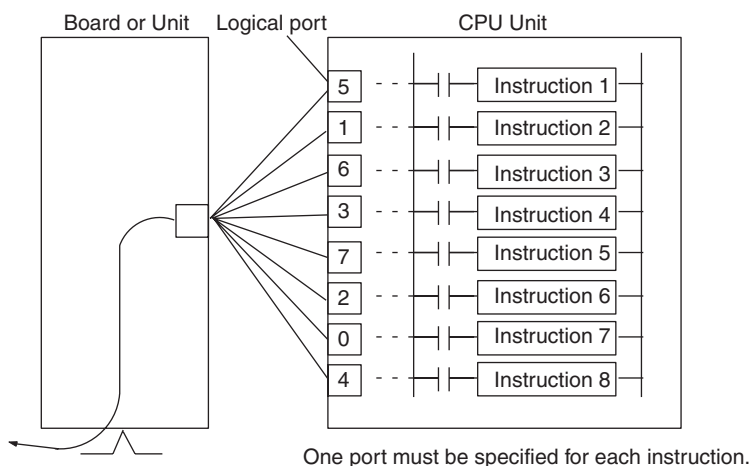 Board or Unit Logical port CPU Unit
5 Instruction 1
1 Instruction 2
6 Instruction 3
3 Instruction 4
7 Instruction 5
2 Instruction 6
0 Instruction 7
4 Instruction 8
One port must be specified for each instruction.